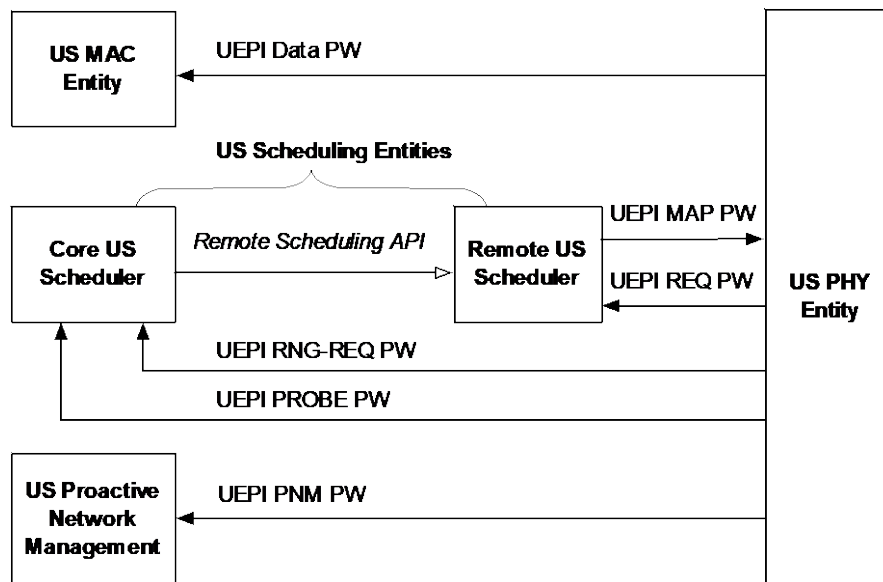 US MAC
Entity
UEPI Data PW
US Scheduling Entities
Core US
Scheduler
Remote Scheduling API
Remote US
Scheduler
UEPI MAP PW
UEPI REQ PW
US PHY
Entity
UEPI RNG-REQ PW
UEPI PROBE PW
US Proactive
Network
Management
UEPI PNM PW